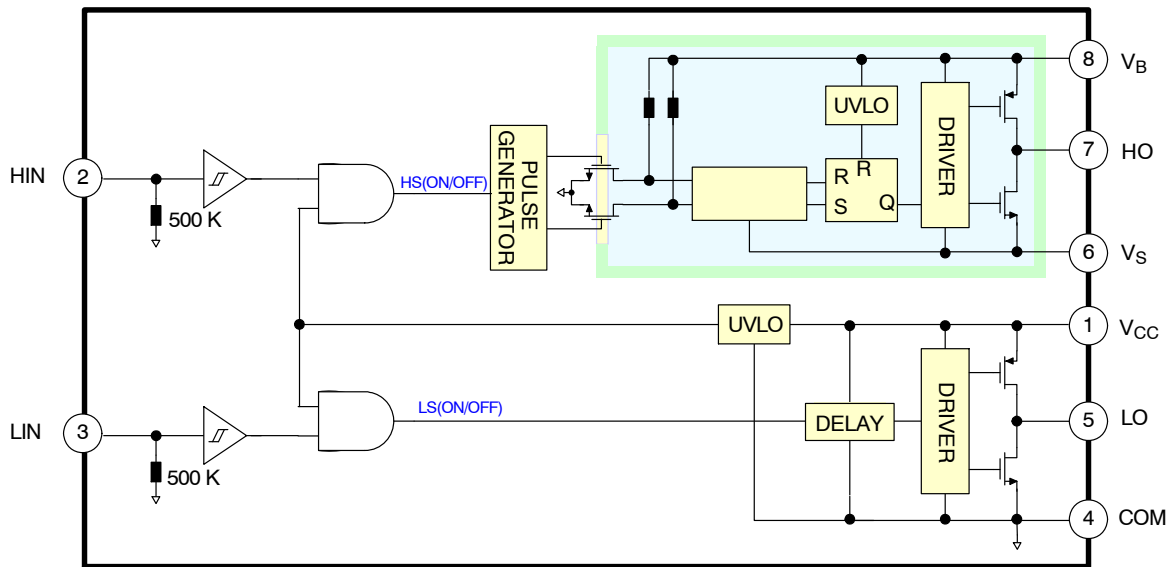 8
V_B
UVLO
DRIVER
PULSE
GENERATOR
7
HO
HIN
2
R
R
HS(ON/OFF)
S
Q
500 K
6
V_S
UVLO
1
V_CC
LS(ON/OFF)
DRIVER
LIN
3
DELAY
5
LO
500 K
4
COM